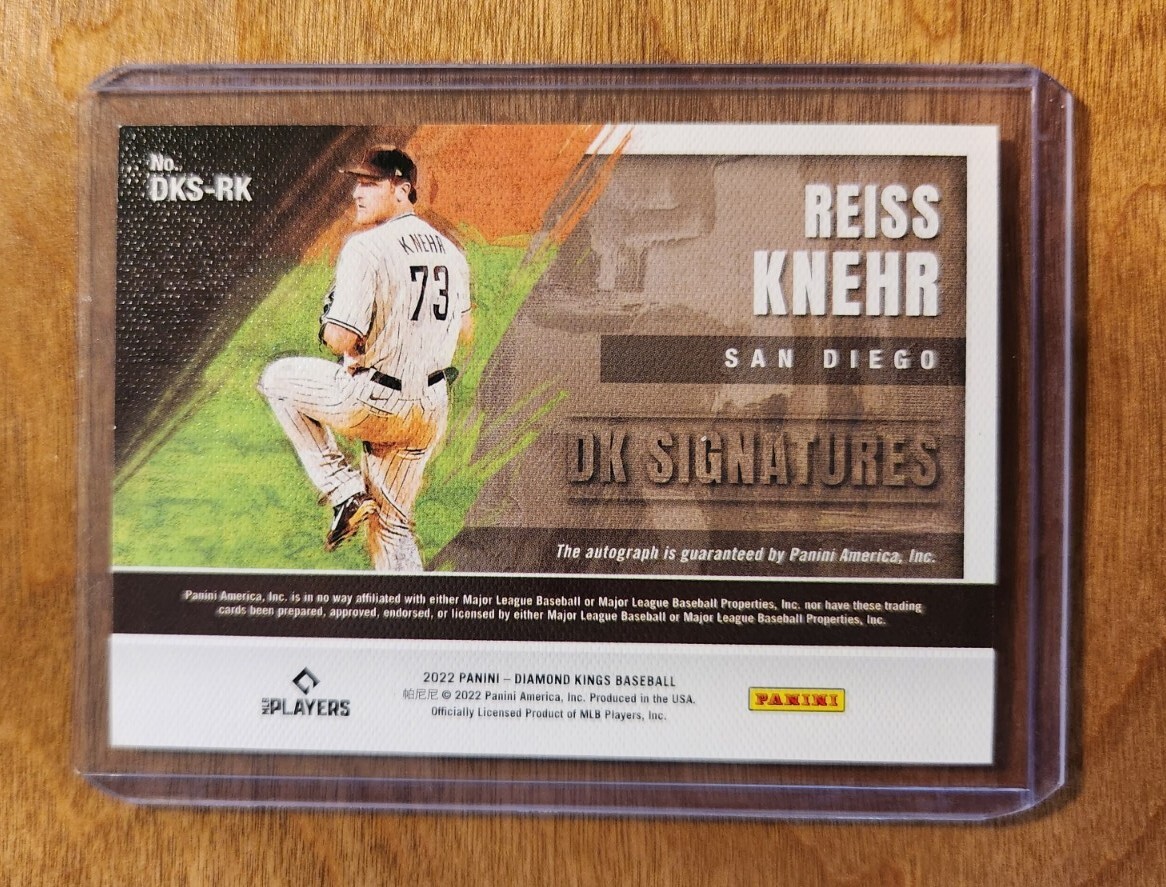 No.
DKS-RK
KNEHR
73
REISS
KNEHR
SAN DIEGO
DK SIGNATURES
The autograph is guaranteed by Panini America, Inc.
Panini America, Inc. is in no way affiliated with either Major League Baseball or Major League Baseball Properties, Inc. nor have these trading
cards been prepared, approved, endorsed, or licensed by either Major League Baseball or Major League Baseball Properties, Inc.
MLB PLAYERS
2022 PANINI – DIAMOND KINGS BASEBALL
帕尼尼 © 2022 Panini America, Inc. Produced in the USA.
Officially Licensed Product of MLB Players, Inc.
PANINI